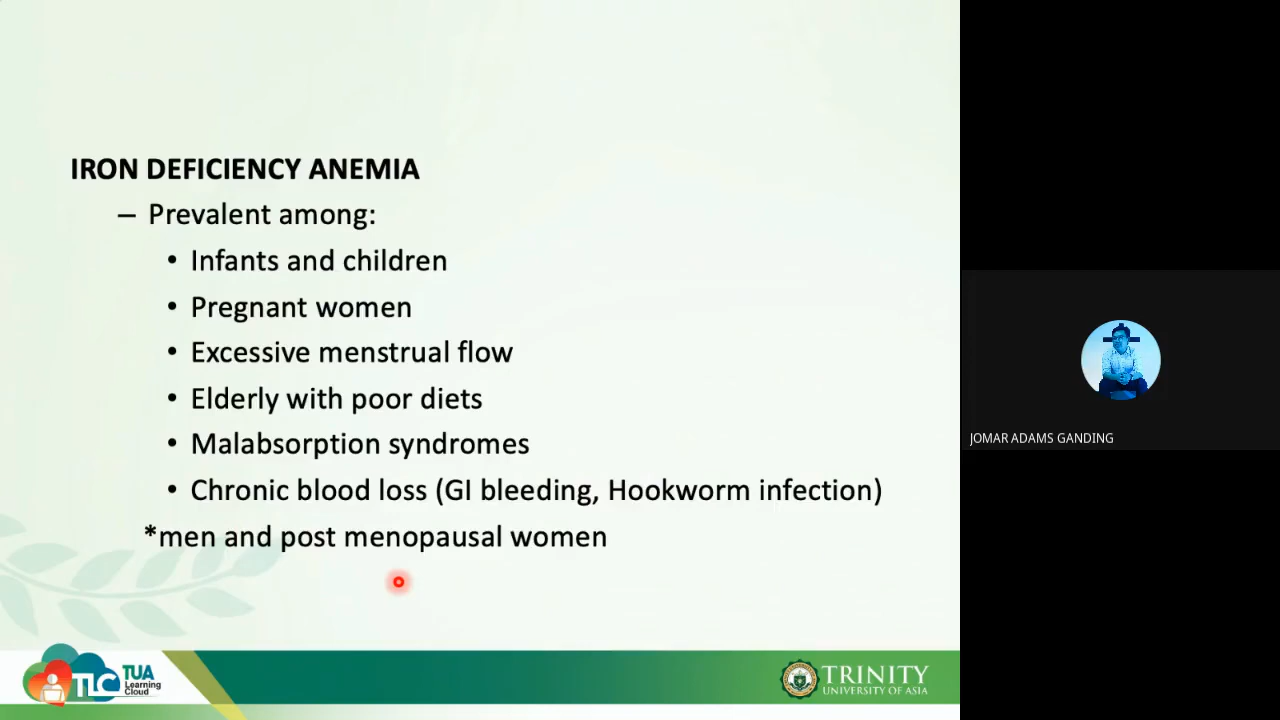 IRON DEFICIENCY ANEMIA
– Prevalent among:
• Infants and children
• Pregnant women
• Excessive menstrual flow
• Elderly with poor diets
• Malabsorption syndromes
• Chronic blood loss (GI bleeding, Hookworm infection)
*men and post menopausal women
JOMAR ADAMS GANDING
TLC
TUA
Learning
Cloud
TRINITY
UNIVERSITY OF ASIA